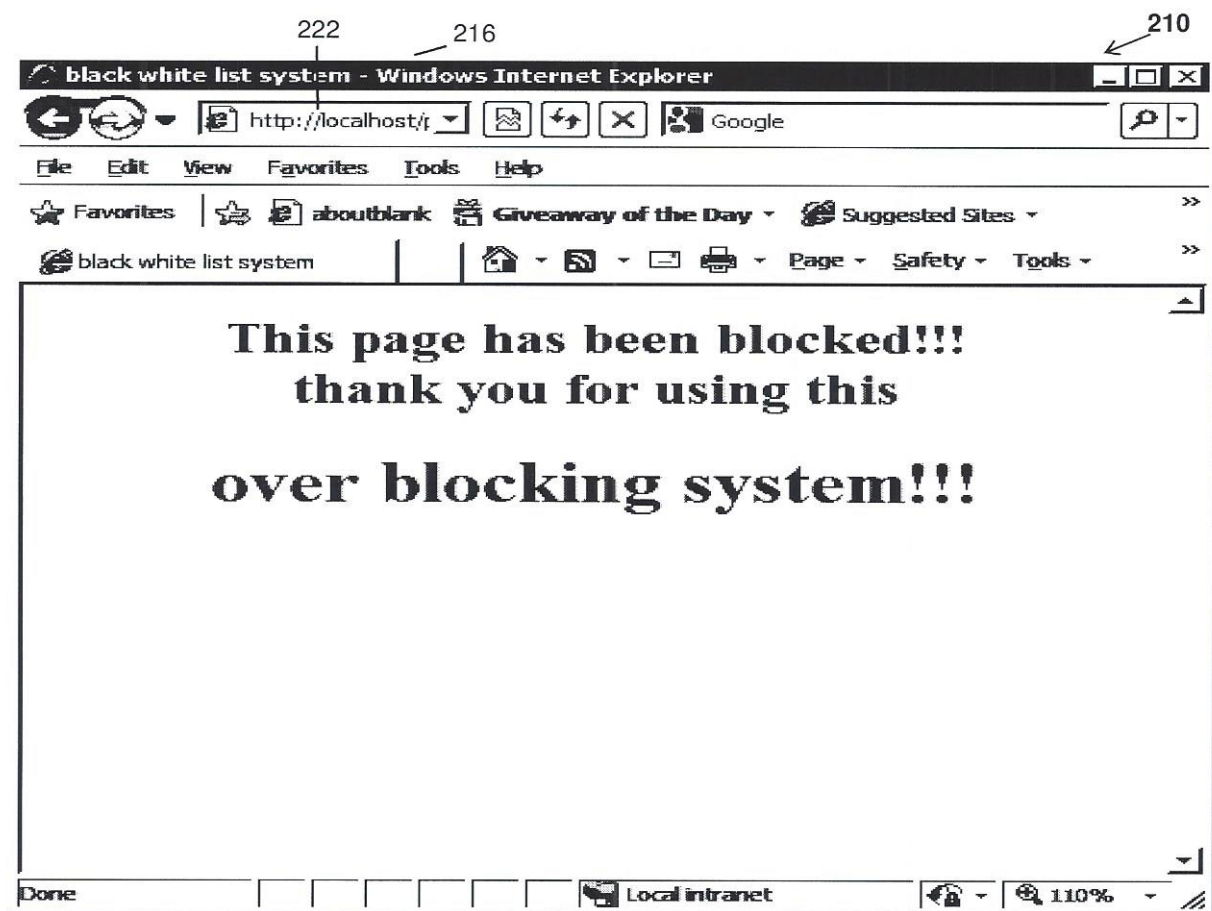 222 216 210
black white list system - Windows Internet Explorer
http://localhost/ Google
File Edit View Favorites Tools Help
Favorites aboutblank Giveaway of the Day Suggested Sites »
black white list system Page Safety Tools »
This page has been blocked!!!
thank you for using this
over blocking system!!!
Done Local intranet 110%